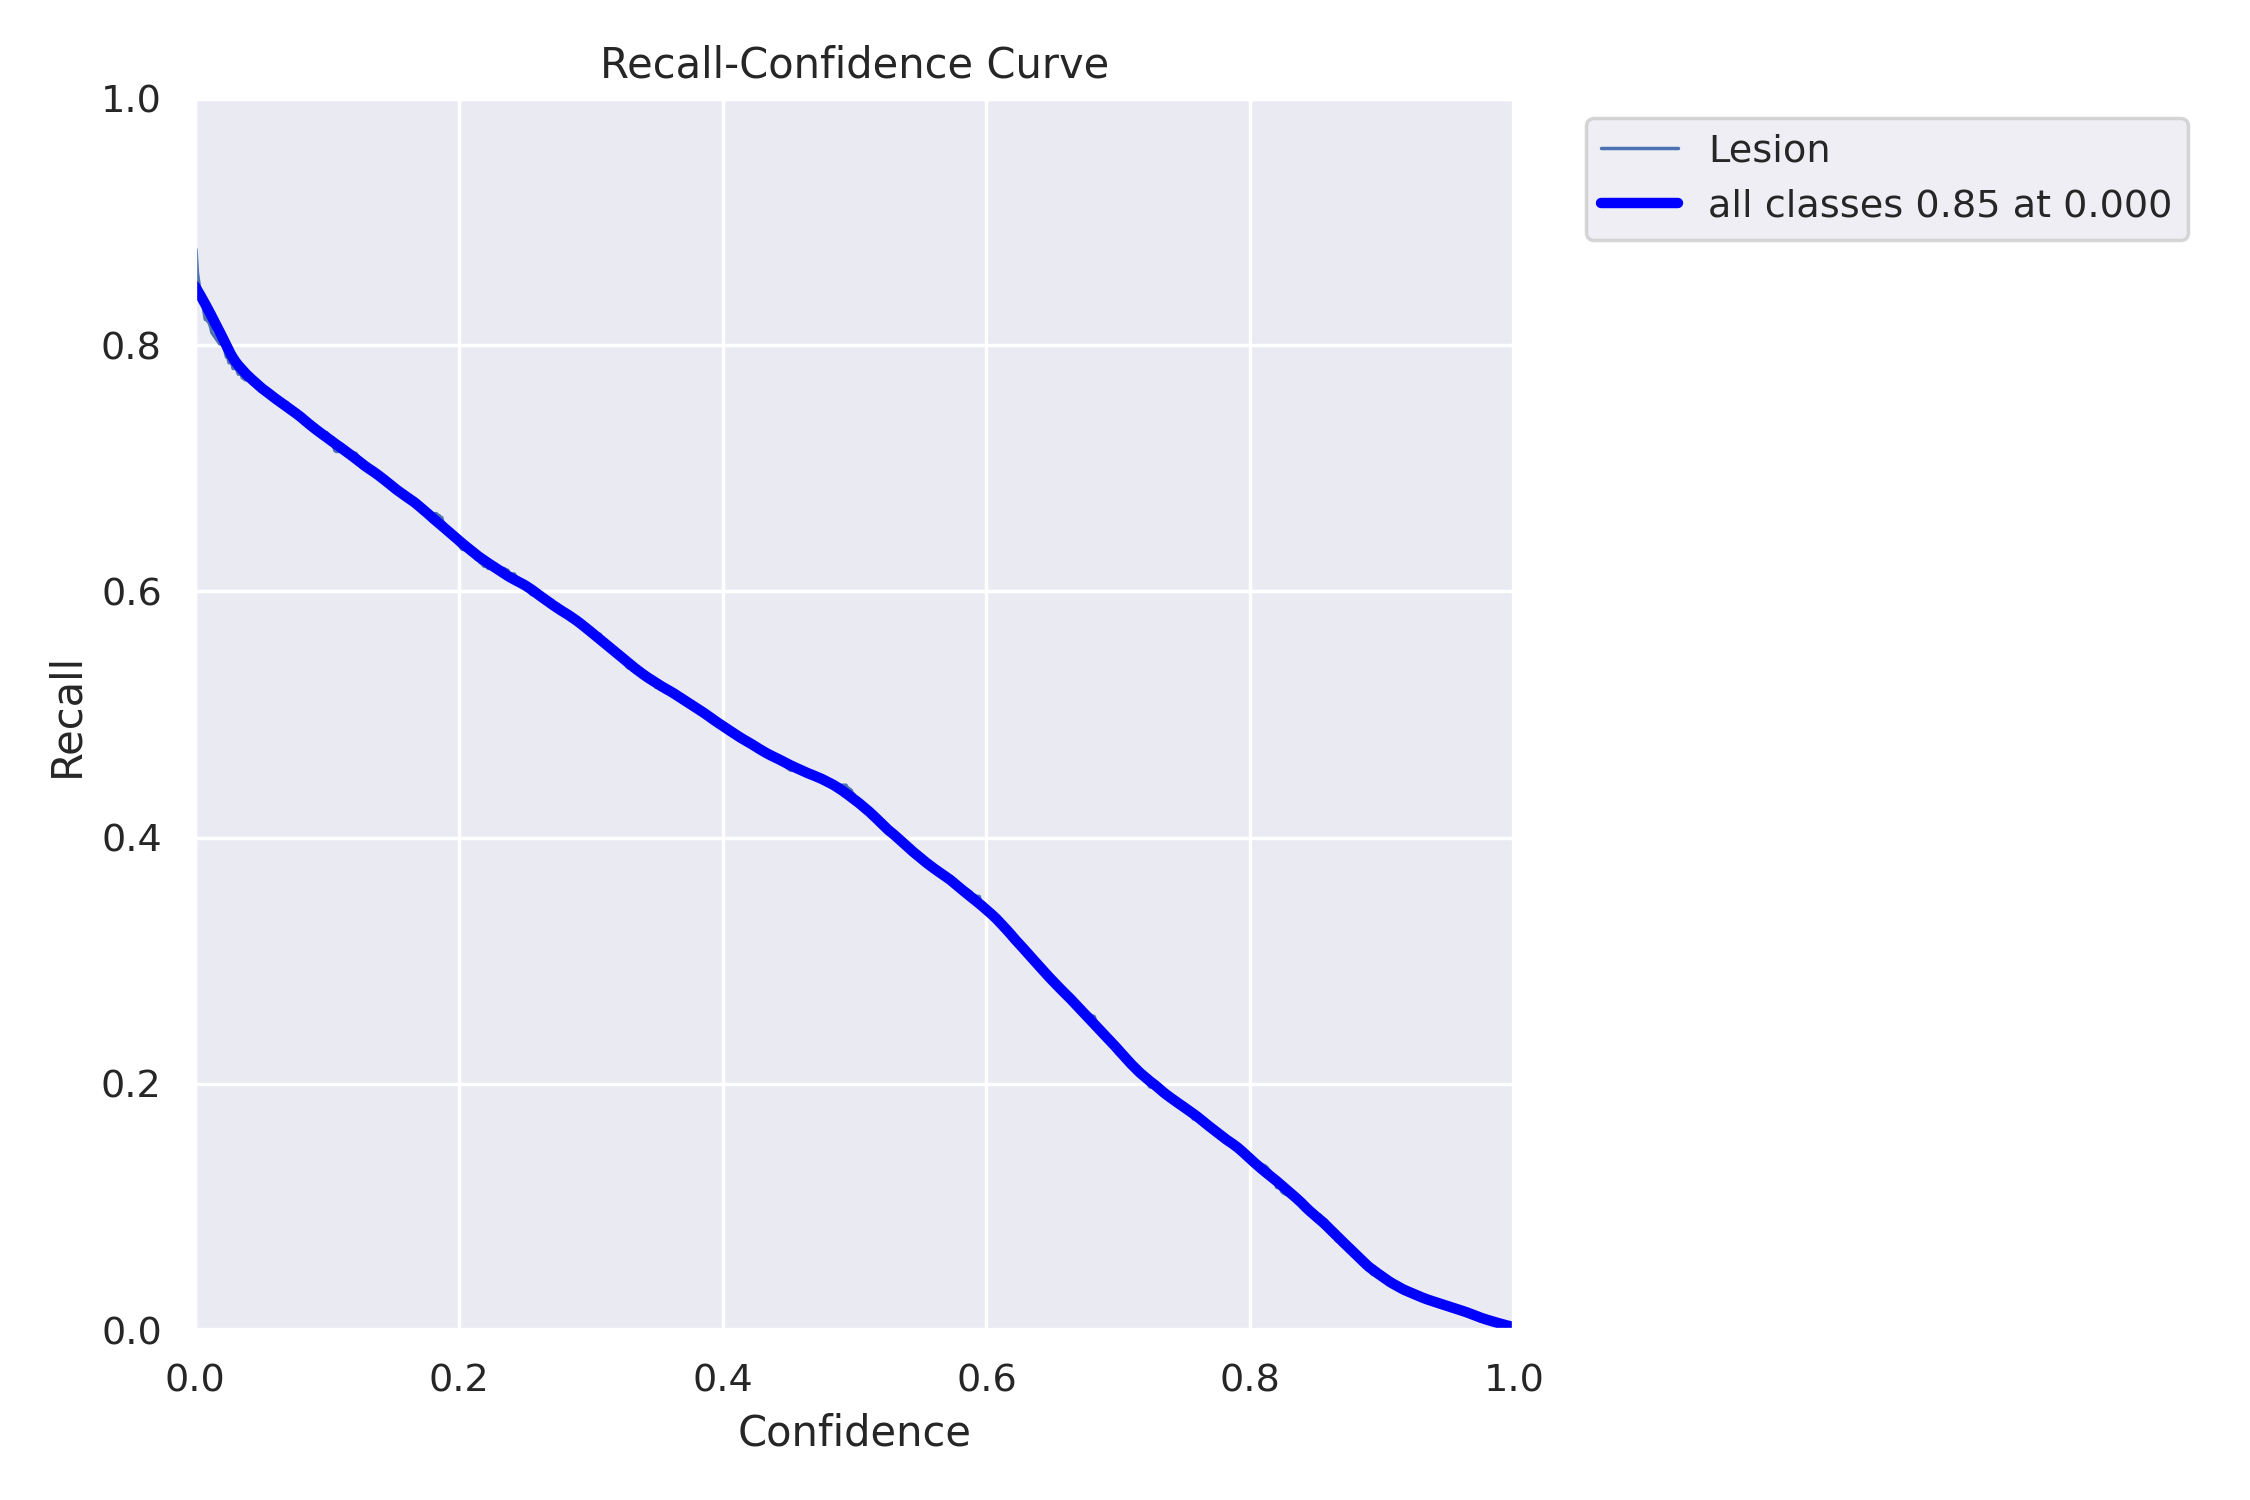 Recall-Confidence Curve
1.0
0.8
0.6
0.4
0.2
0.0
Recall
0.0 0.2 0.4 0.6 0.8 1.0
Confidence
Lesion
all classes 0.85 at 0.000